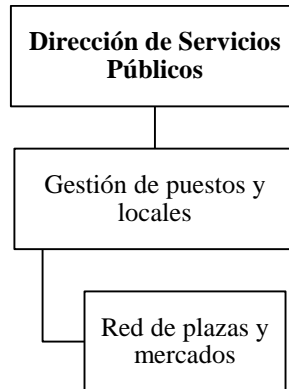 Dirección de Servicios
Públicos
Gestión de puestos y
locales
Red de plazas y
mercados